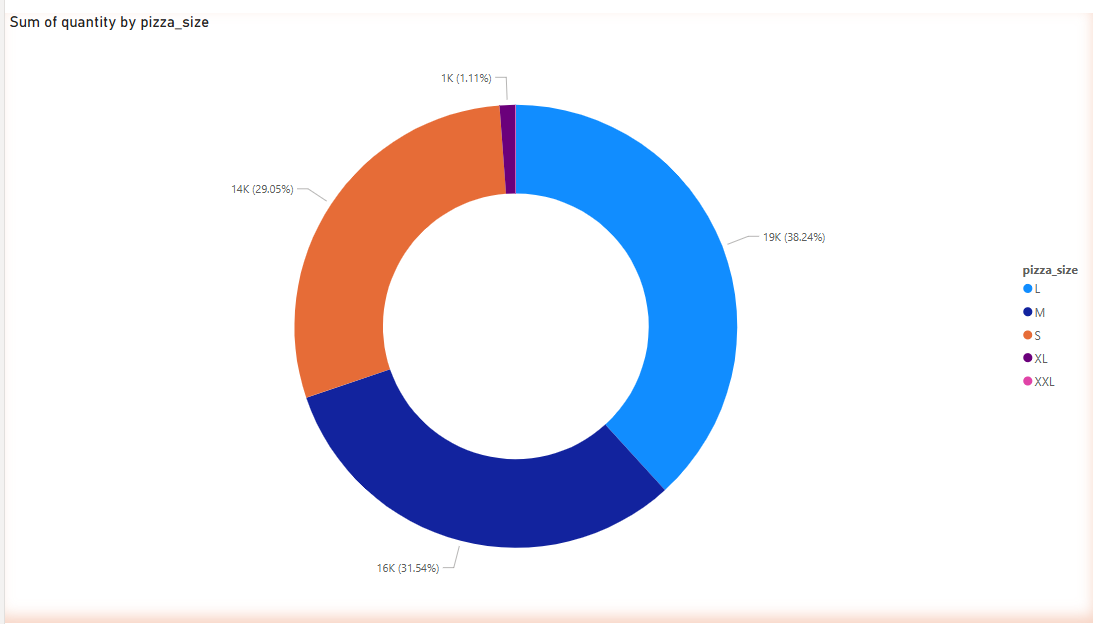 Sum of quantity by pizza_size
1K (1.11%)
14K (29.05%)
19K (38.24%)
16K (31.54%)
pizza_size
L
M
S
XL
XXL